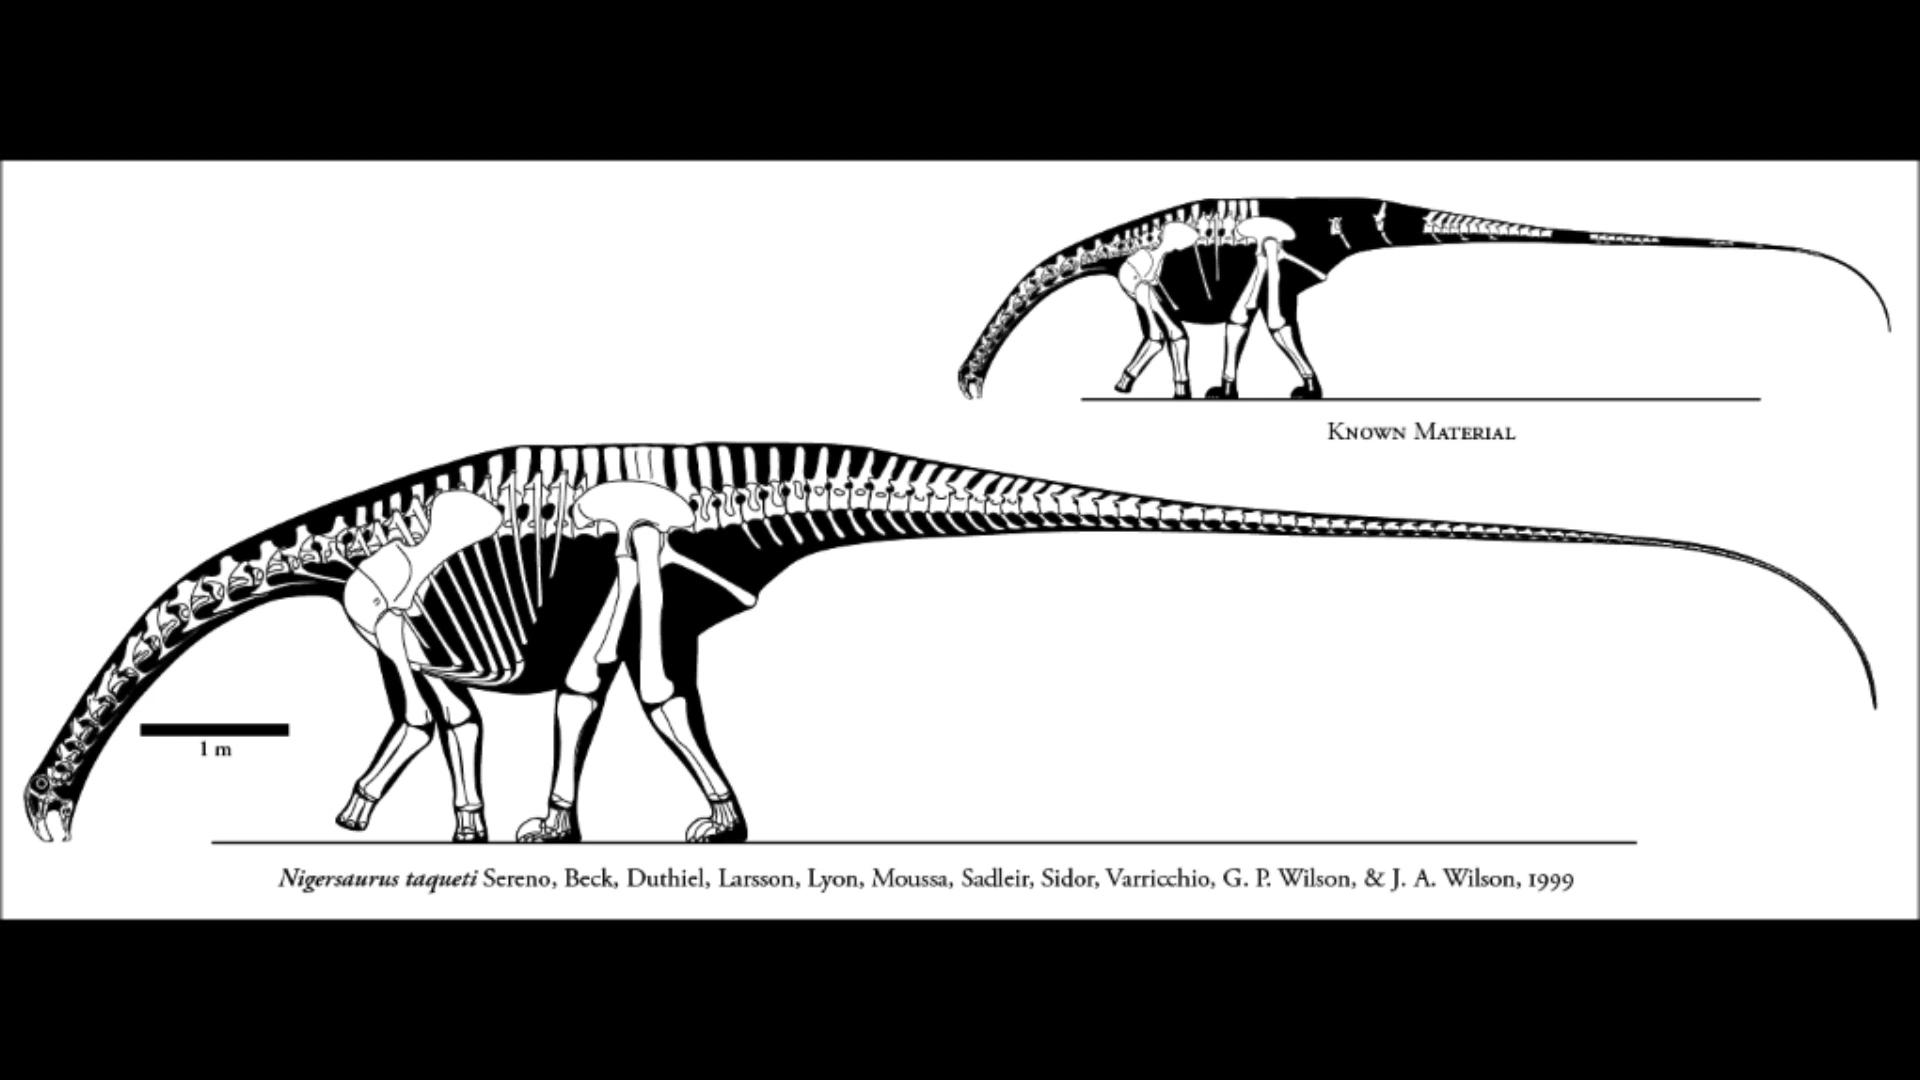 Known Material
1 m
Nigersaurus taqueti Sereno, Beck, Duthiel, Larsson, Lyon, Moussa, Sadleir, Sidor, Varricchio, G. P. Wilson, & J. A. Wilson, 1999